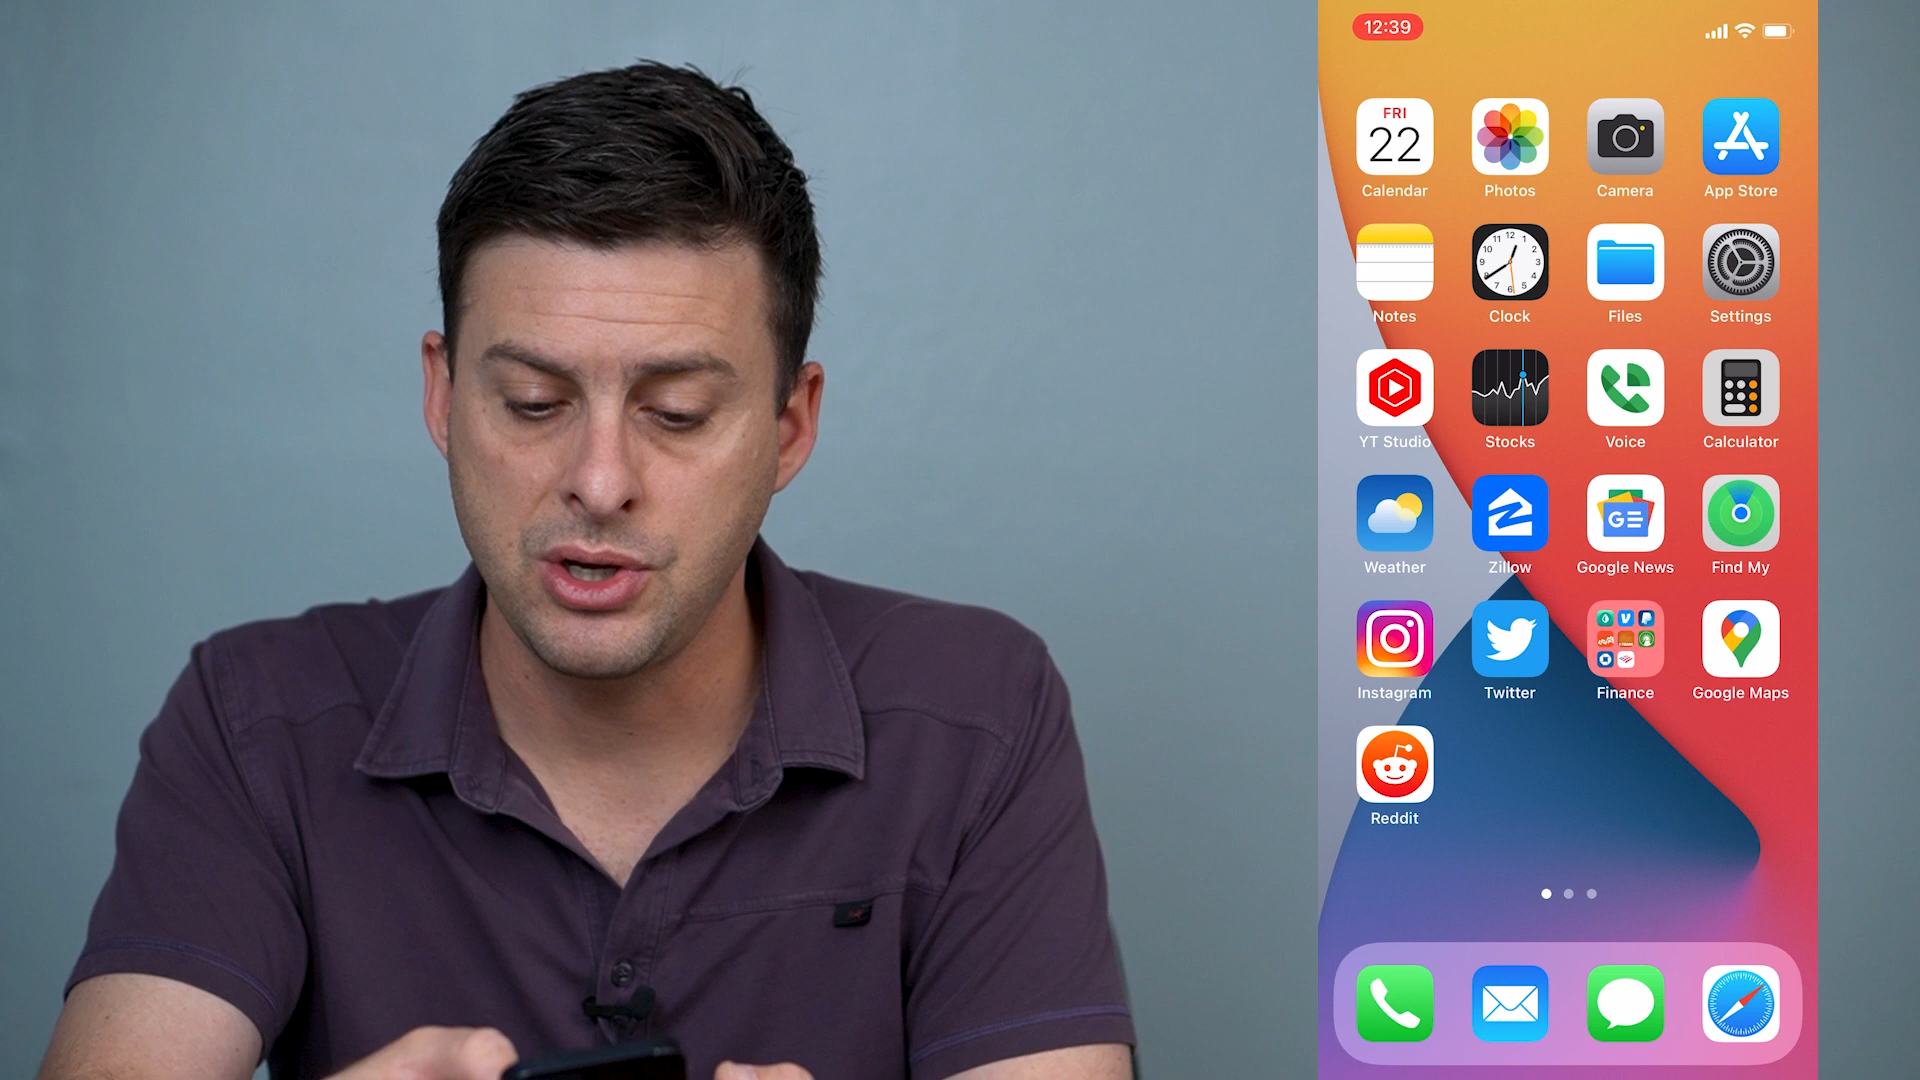 12:39
FRI
22
Calendar Photos Camera App Store
Notes Clock Files Settings
YT Studio Stocks Voice Calculator
GE
Weather Zillow Google News Find My
Instagram Twitter Finance Google Maps
Reddit